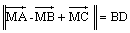 ‖MA⃗ - MB⃗ + MC⃗‖ = BD